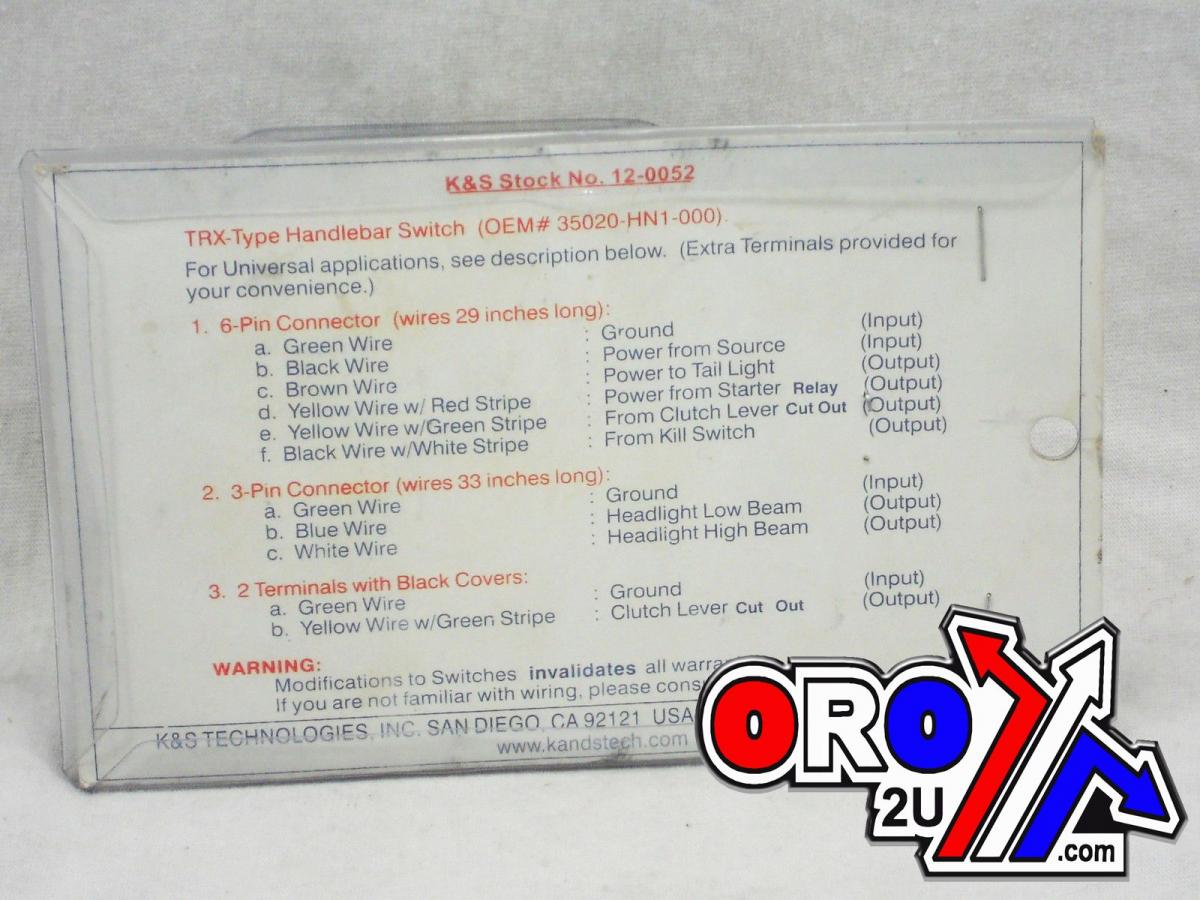 K&S Stock No. 12-0052
TRX-Type Handlebar Switch (OEM# 35020-HN1-000).
For Universal applications, see description below. (Extra Terminals provided for
your convenience.)
1. 6-Pin Connector (wires 29 inches long):
a. Green Wire : Ground (Input)
b. Black Wire : Power from Source (Input)
c. Brown Wire : Power to Tail Light (Output)
d. Yellow Wire w/ Red Stripe : Power from Starter Relay (Output)
e. Yellow Wire w/Green Stripe : From Clutch Lever Cut Out (Output)
f. Black Wire w/White Stripe : From Kill Switch (Output)
2. 3-Pin Connector (wires 33 inches long):
a. Green Wire : Ground (Input)
b. Blue Wire : Headlight Low Beam (Output)
c. White Wire : Headlight High Beam (Output)
3. 2 Terminals with Black Covers:
a. Green Wire : Ground (Input)
b. Yellow Wire w/Green Stripe : Clutch Lever Cut Out (Output)
WARNING:
Modifications to Switches invalidates all
If you are not familiar with wiring, please
K&S TECHNOLOGIES, INC. SAN DIEGO, CA 92121 USA
www.kandstech.com
ORO
2U
.com